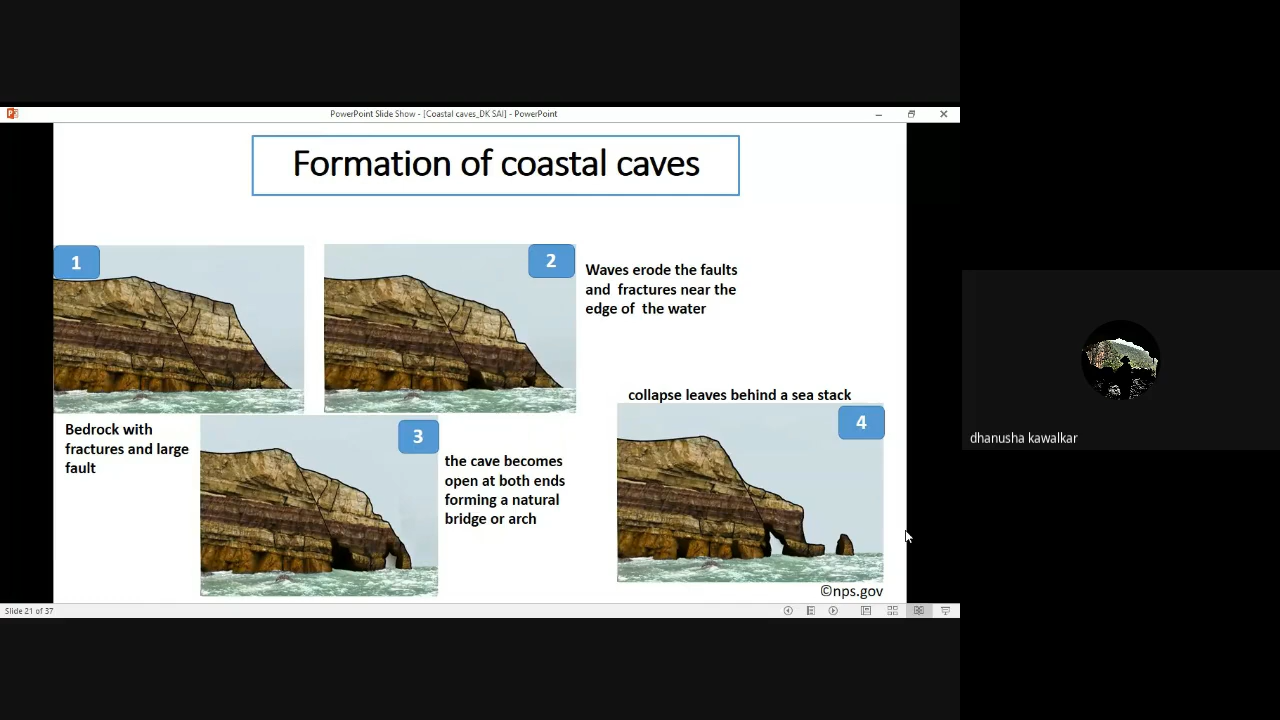 PowerPoint Slide Show - [Coastal caves_DK SAI] - PowerPoint
Formation of coastal caves
1
2
Waves erode the faults
and fractures near the
edge of the water
Bedrock with
fractures and large
fault
3
the cave becomes
open at both ends
forming a natural
bridge or arch
collapse leaves behind a sea stack
4
©nps.gov
Slide 21 of 37
dhanusha kawalkar